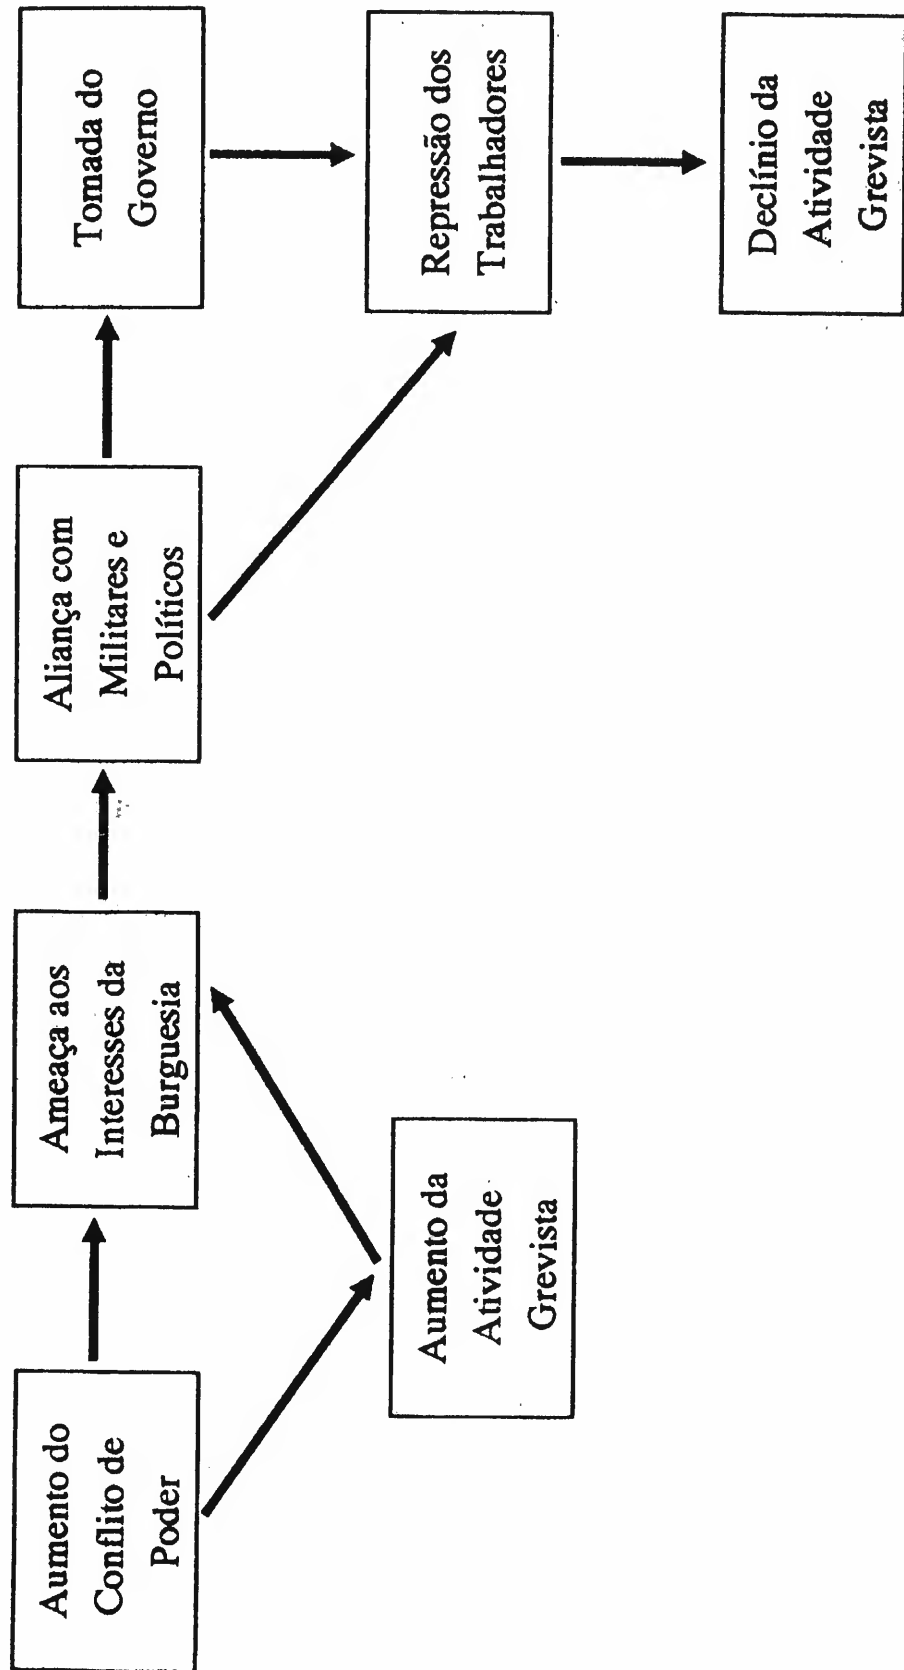 Aumento do
Conflito de
Poder
Ameaça aos
Interesses da
Burguesia
Aliança com
Militares e
Políticos
Tomada do
Governo
Aumento da
Atividade
Grevista
Repressão dos
Trabalhadores
Declínio da
Atividade
Grevista